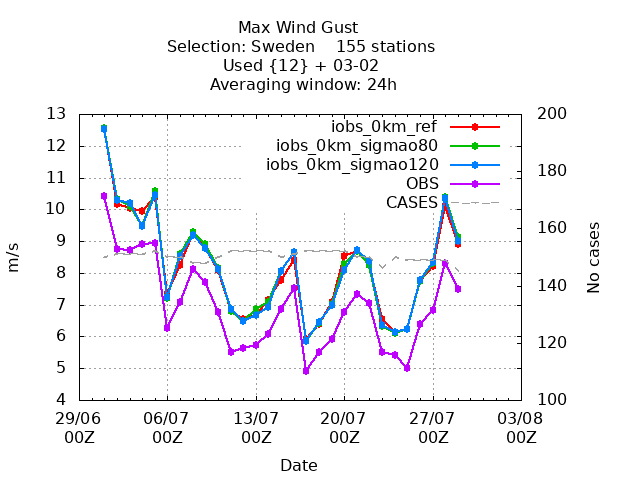 Max Wind Gust
Selection: Sweden 155 stations
Used {12} + 03-02
Averaging window: 24h
13
12
11
10
9
8
7
6
5
4
m/s
200
180
160
140
120
100
No cases
iobs_0km_ref
iobs_0km_sigmao80
iobs_0km_sigmao120
OBS
CASES
29/06 06/07 13/07 20/07 27/07 03/08
00Z 00Z 00Z 00Z 00Z 00Z
Date